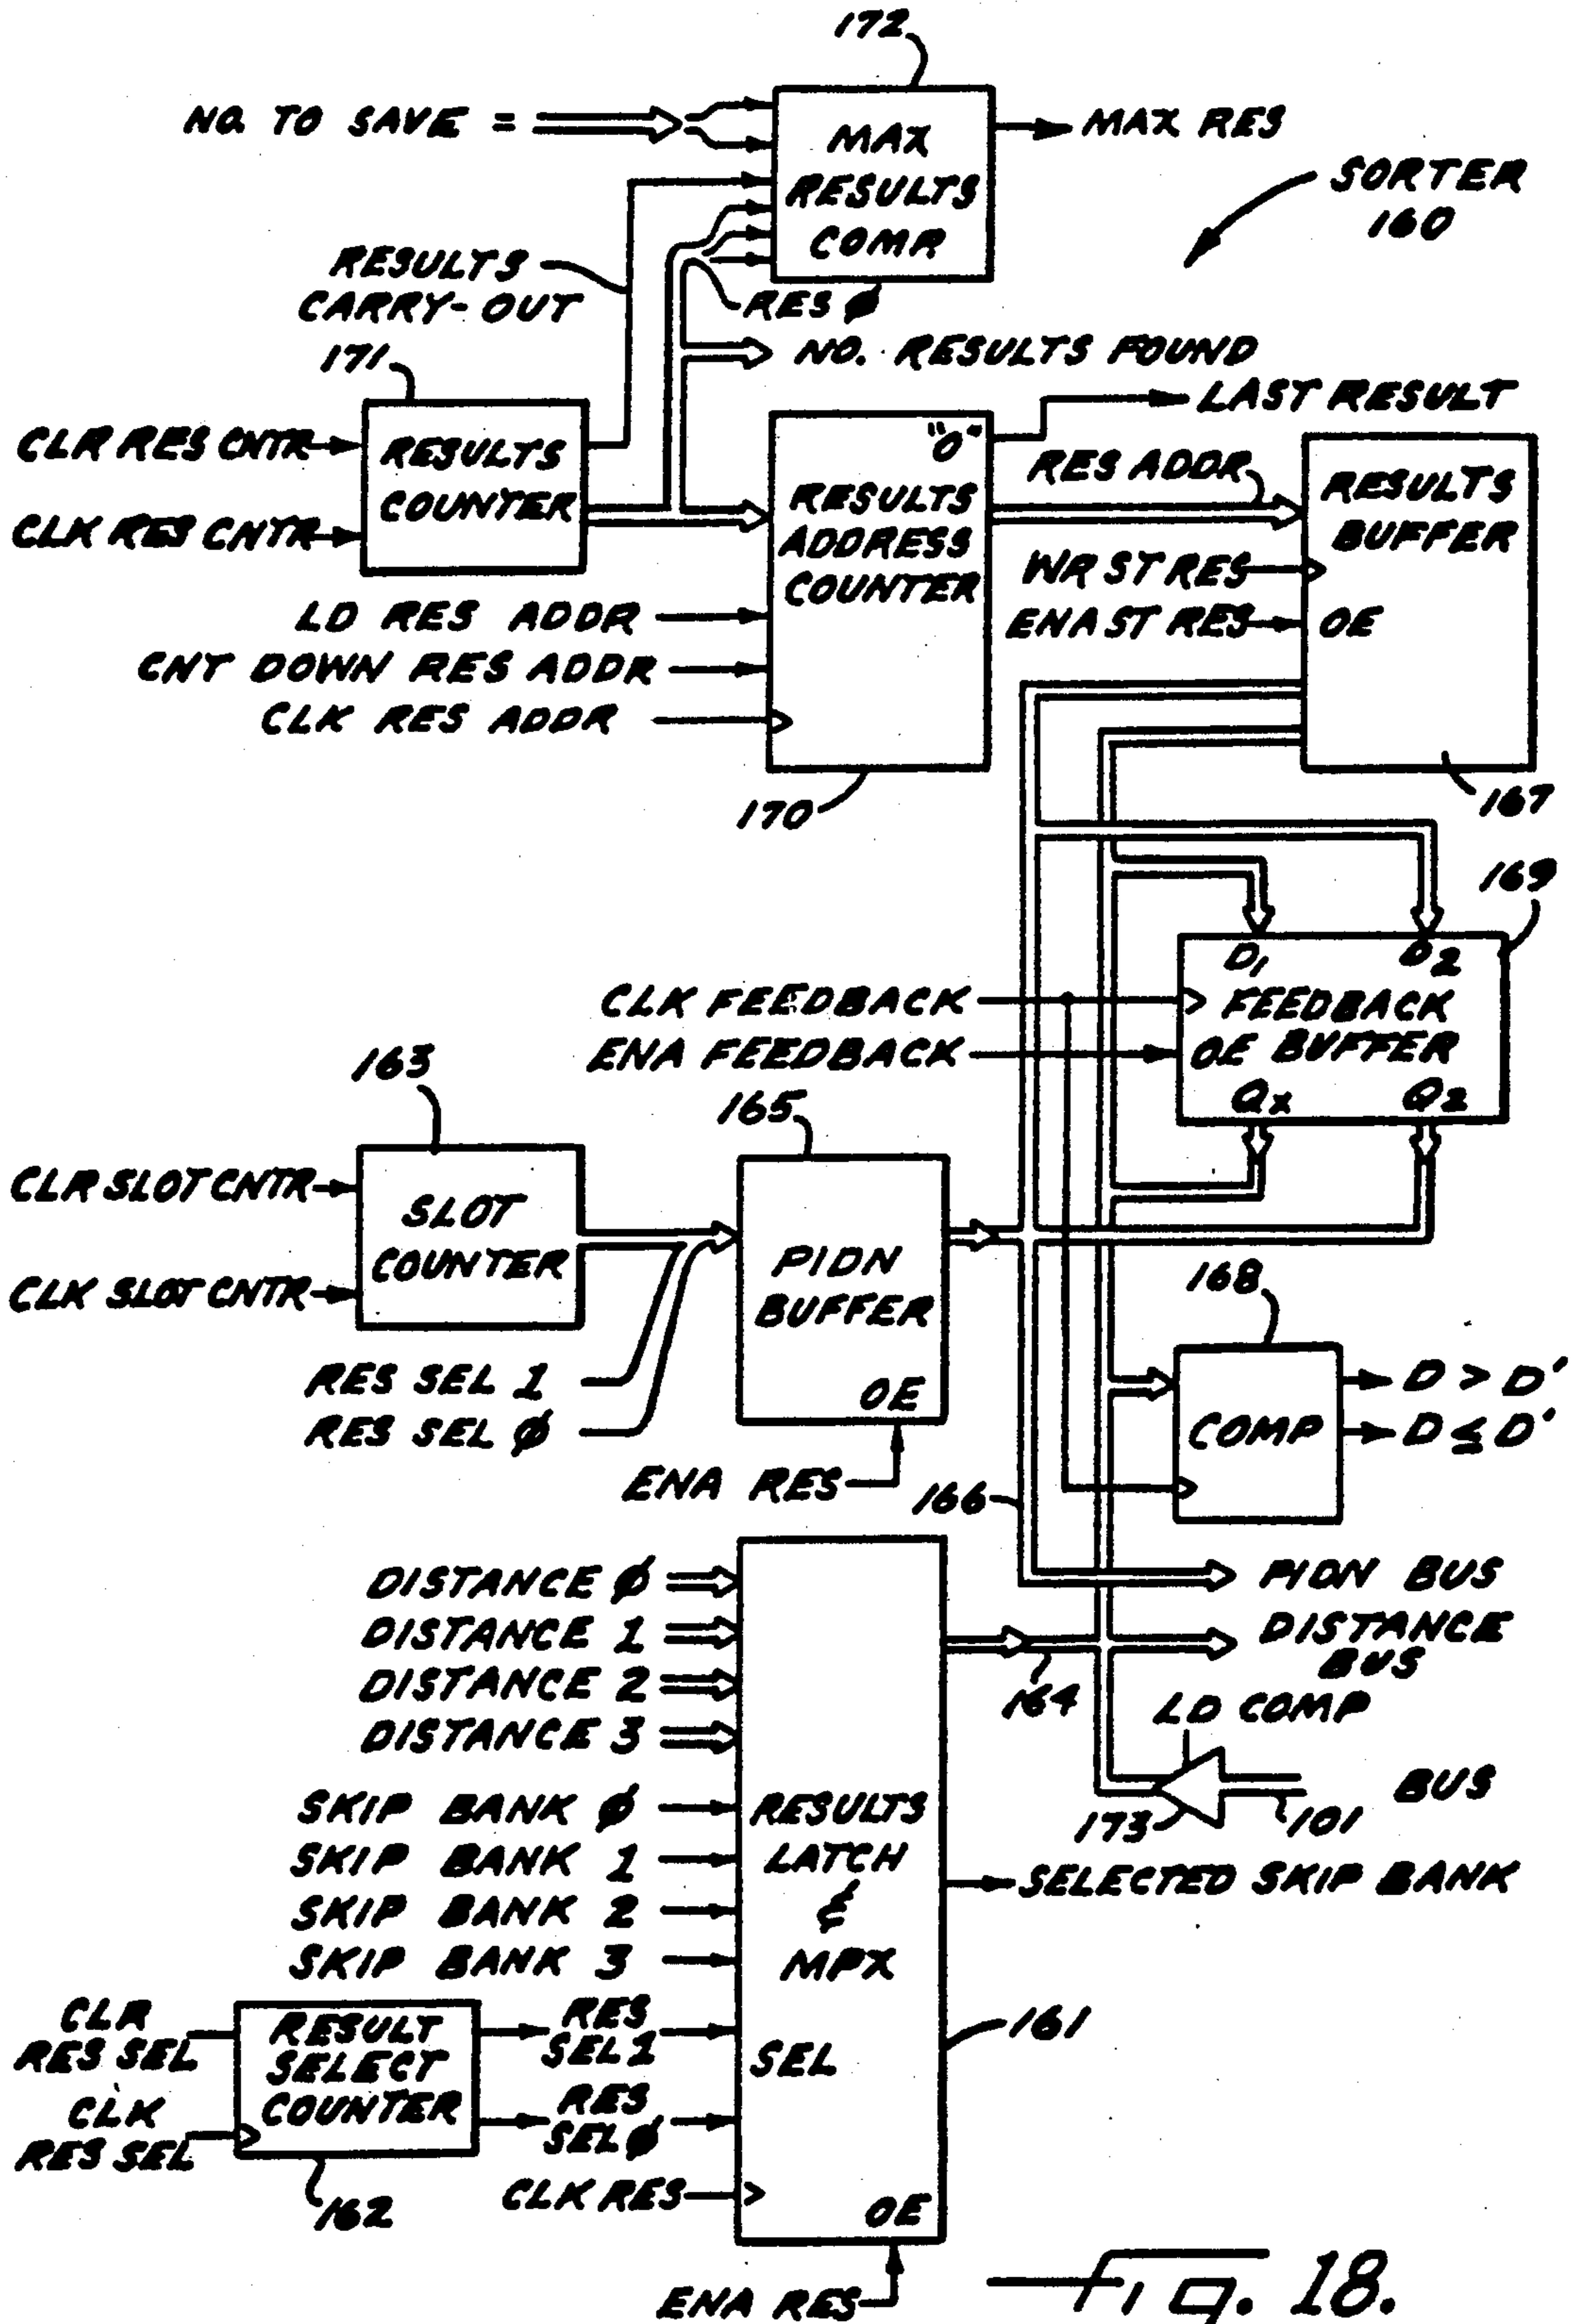 172
NO. TO SAVE =
MAX
RESULTS
COMP.
MAX RES
SORTER
160
RESULTS
CARRY-OUT
RES Ø
NO. RESULTS FOUND
171
LAST RESULT
CLR RES CNTR
CLK RES CNTR
RESULTS
COUNTER
"0"
RESULTS
ADDRESS
COUNTER
RES ADDR
RESULTS
BUFFER
WR ST RES
ENA ST RES
OE
LD RES ADDR
CNT DOWN RES ADDR
CLK RES ADDR
170
167
169
D1 D2
FEEDBACK
OE BUFFER
Qx Q2
CLK FEEDBACK
ENA FEEDBACK
163
165
CLR SLOT CNTR
CLK SLOT CNTR
SLOT
COUNTER
PIDN
BUFFER
OE
RES SEL 1
RES SEL Ø
ENA RES
168
COMP
D > D'
D ≤ D'
166
PIDN BUS
DISTANCE
BUS
164
LD COMP
BUS
173
101
DISTANCE Ø
DISTANCE 1
DISTANCE 2
DISTANCE 3
SKIP BANK Ø
SKIP BANK 1
SKIP BANK 2
SKIP BANK 3
RESULTS
LATCH
&
MPX
SELECTED SKIP BANK
CLR
RES SEL
CLK
RES SEL
RESULT
SELECT
COUNTER
RES
SEL 1
RES
SEL Ø
SEL
161
162
CLK RES
OE
ENA RES
Fig. 18.